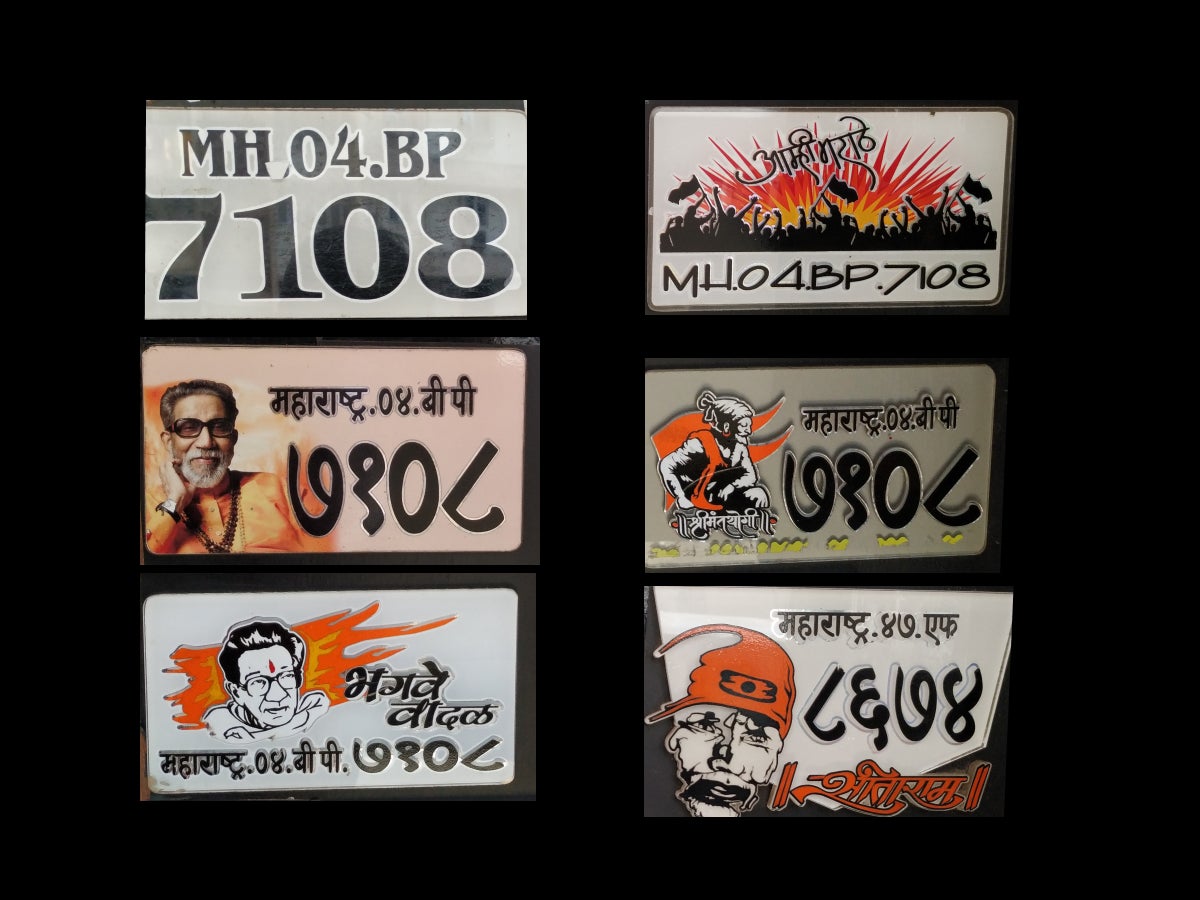 MH.04.BP
7108
आम्ही मराठे
MH.04.BP.7108
महाराष्ट्र.०४.बी पी
७१०८
महाराष्ट्र.०४.बी पी
७१०८
॥श्रीमंतयोगी॥
भगवे
वादळ
महाराष्ट्र.०४.बी पी.७१०८
महाराष्ट्र.४७.एफ
८६७४
॥श्रीराम॥